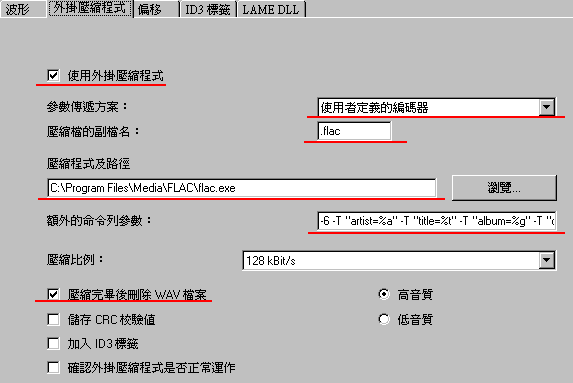 波形 外掛壓縮程式 偏移 ID3 標籤 LAME DLL
使用外掛壓縮程式
參數傳遞方案： 使用者定義的編碼器
壓縮檔的副檔名： .flac
壓縮程式及路徑
C:\Program Files\Media\FLAC\flac.exe 瀏覽...
額外的命令列參數： -6 -T "artist=%a" -T "title=%t" -T "album=%g" -T "
壓縮比例： 128 kBit/s
壓縮完畢後刪除 WAV 檔案 高音質
儲存 CRC 校驗值 低音質
加入 ID3 標籤
確認外掛壓縮程式是否正常運作